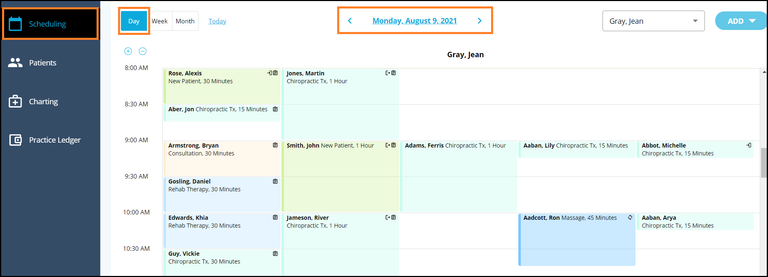 Scheduling
Patients
Charting
Practice Ledger
Day Week Month Today
Monday, August 9, 2021
Gray, Jean
ADD
Gray, Jean
8:00 AM
8:30 AM
9:00 AM
9:30 AM
10:00 AM
10:30 AM
Rose, Alexis
New Patient, 30 Minutes
Aber, Jon Chiropractic Tx, 15 Minutes
Armstrong, Bryan
Consultation, 30 Minutes
Gosling, Daniel
Rehab Therapy, 30 Minutes
Edwards, Khia
Rehab Therapy, 30 Minutes
Guy, Vickie
Chiropractic Tx, 30 Minutes
Jones, Martin
Chiropractic Tx, 1 Hour
Smith, John New Patient, 1 Hour
Jameson, River
Chiropractic Tx, 1 Hour
Adams, Ferris Chiropractic Tx, 1 Hour
Aaban, Lily Chiropractic Tx, 15 Minutes
Aadcott, Ron Massage, 45 Minutes
Abbot, Michelle
Chiropractic Tx, 15 Minutes
Aaban, Arya
Chiropractic Tx, 15 Minutes